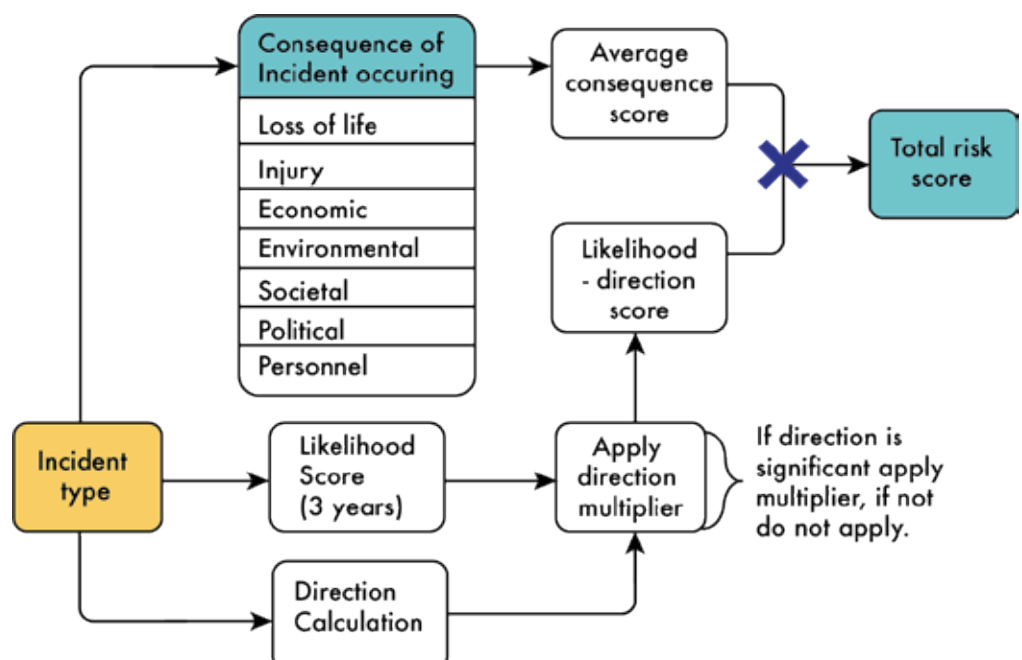 Consequence of
Incident occuring
Loss of life
Injury
Economic
Environmental
Societal
Political
Personnel
Average
consequence
score
Total risk
score
Likelihood
- direction
score
Incident
type
Likelihood
Score
(3 years)
Apply
direction
multiplier
If direction is
significant apply
multiplier, if not
do not apply.
Direction
Calculation